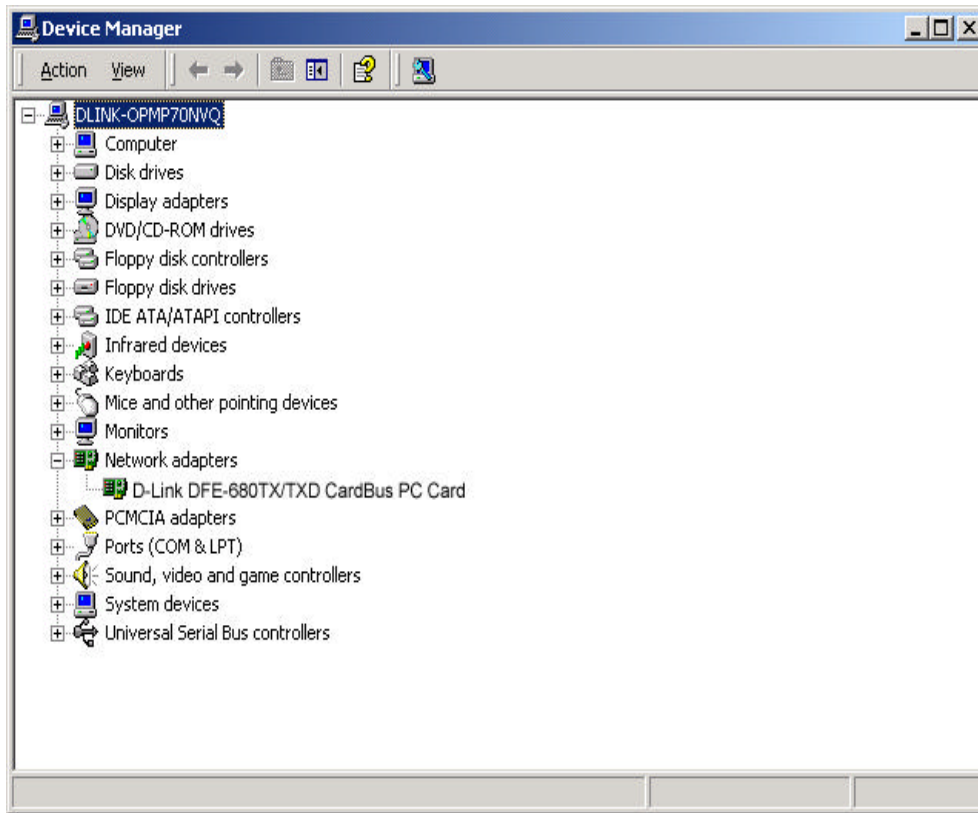 Device Manager
Action View
DLINK-OPMP70NVQ
Computer
Disk drives
Display adapters
DVD/CD-ROM drives
Floppy disk controllers
Floppy disk drives
IDE ATA/ATAPI controllers
Infrared devices
Keyboards
Mice and other pointing devices
Monitors
Network adapters
D-Link DFE-680TX/TXD CardBus PC Card
PCMCIA adapters
Ports (COM & LPT)
Sound, video and game controllers
System devices
Universal Serial Bus controllers